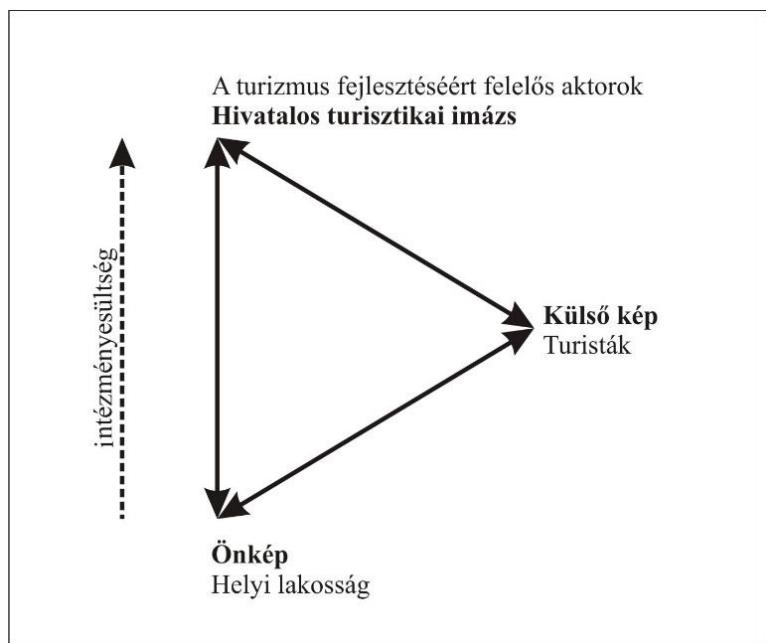 A turizmus fejlesztéséért felelős aktorok
Hivatalos turisztikai imázs
intézményesültség
Külső kép
Turisták
Önkép
Helyi lakosság